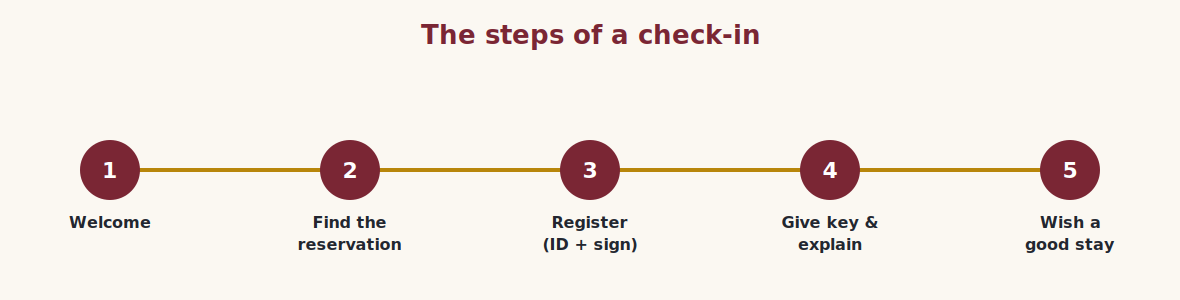 The steps of a check-in
1
Welcome
2
Find the
reservation
3
Register
(ID + sign)
4
Give key &
explain
5
Wish a
good stay